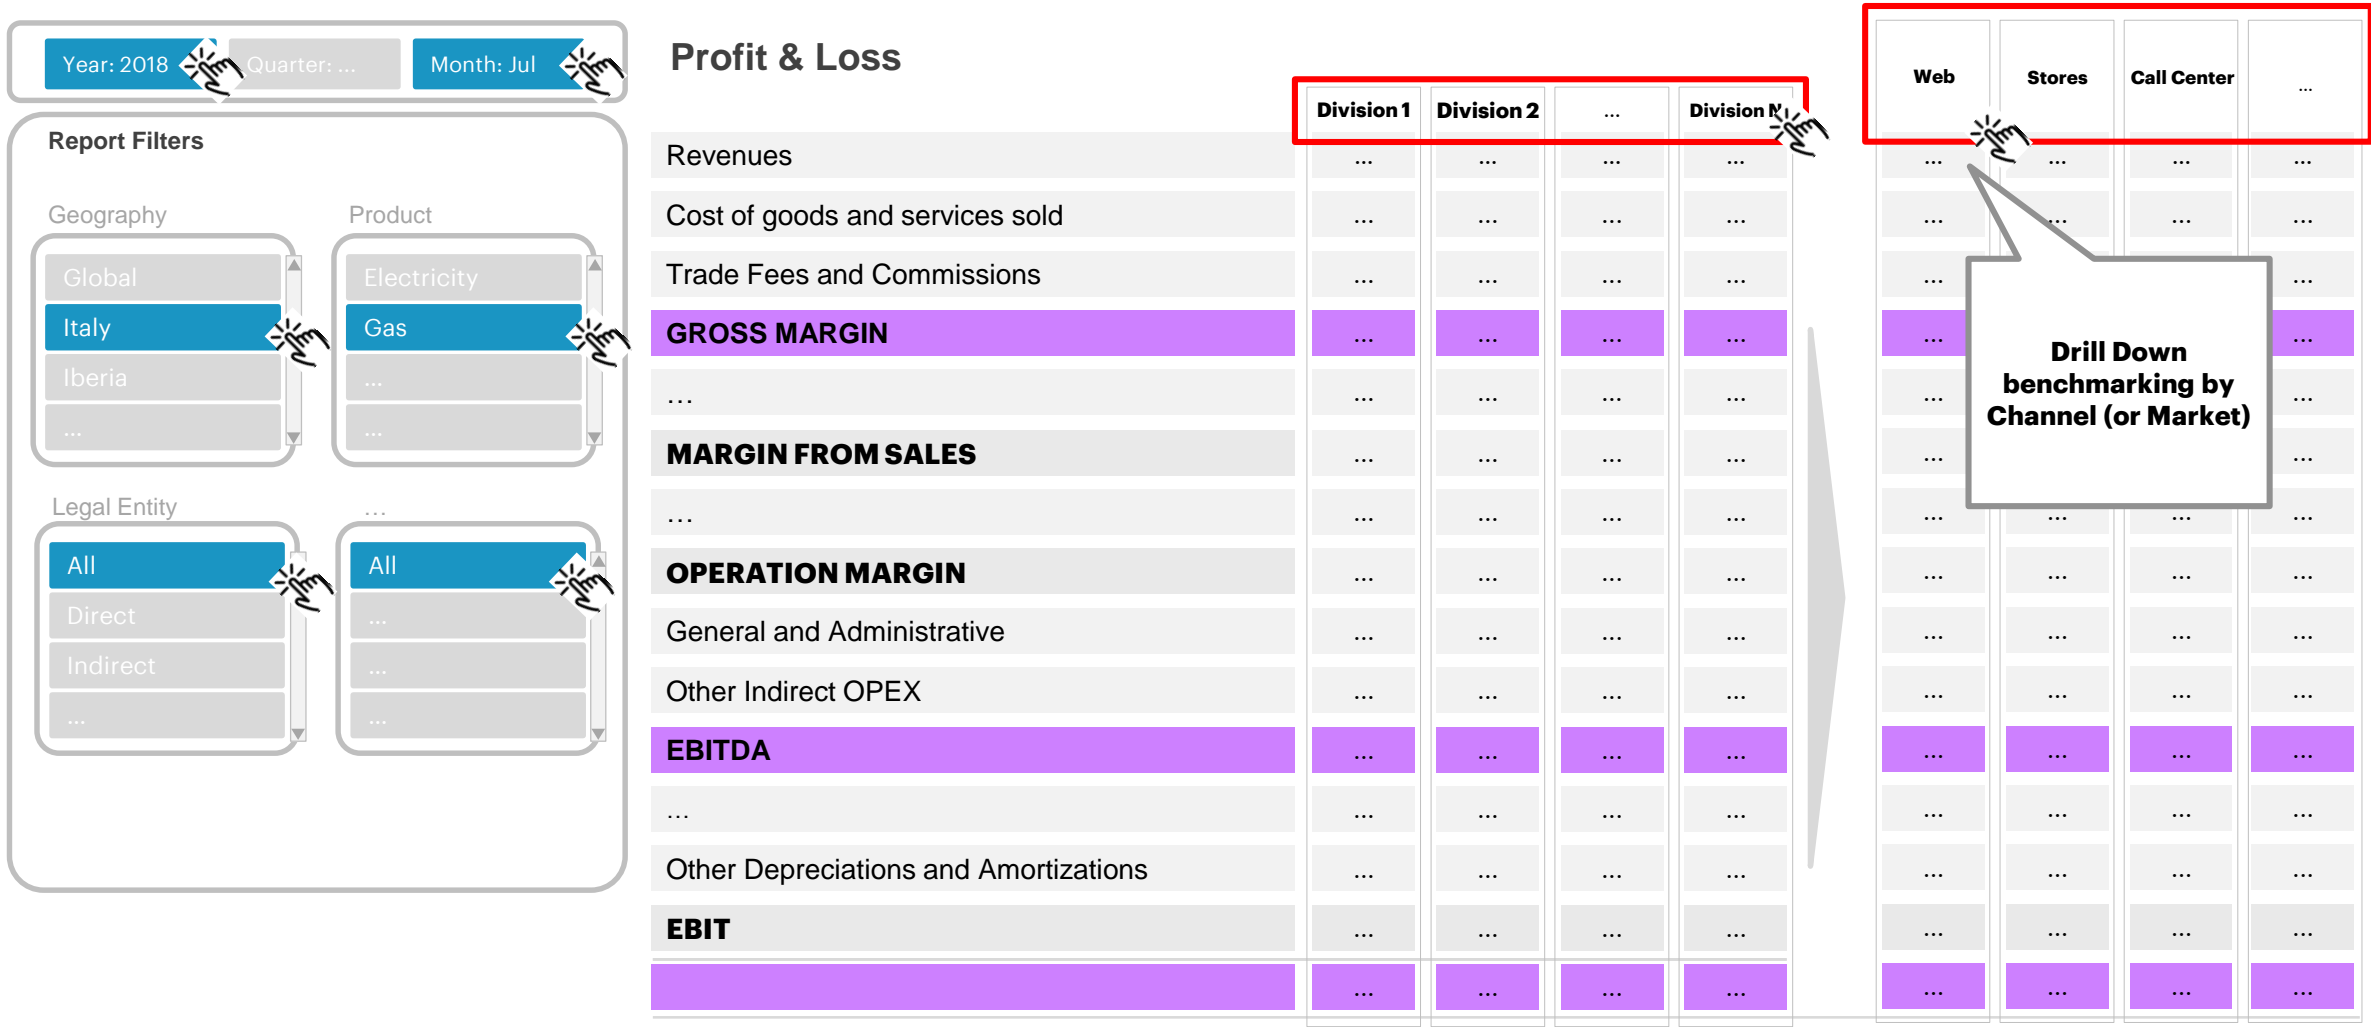 Year: 2018
Quarter: ...
Month: Jul
Report Filters
Geography
Global
Italy
Iberia
...
Product
Electricity
Gas
...
...
Legal Entity
All
Direct
Indirect
...
...
All
...
...
...
Profit & Loss
Division 1 Division 2 ... Division N
Web Stores Call Center ...
Revenues ... ... ... ... ... ... ... ...
Cost of goods and services sold ... ... ... ... ... ... ... ...
Trade Fees and Commissions ... ... ... ... ... ...
GROSS MARGIN ... ... ... ... ... ...
... ... ... ... ... ... ...
MARGIN FROM SALES ... ... ... ... ... ...
... ... ... ... ... ... ... ... ...
OPERATION MARGIN ... ... ... ... ... ... ... ...
General and Administrative ... ... ... ... ... ... ... ...
Other Indirect OPEX ... ... ... ... ... ... ... ...
EBITDA ... ... ... ... ... ... ... ...
... ... ... ... ... ... ... ... ...
Other Depreciations and Amortizations ... ... ... ... ... ... ... ...
EBIT ... ... ... ... ... ... ... ...
... ... ... ... ... ... ... ...
Drill Down
benchmarking by
Channel (or Market)